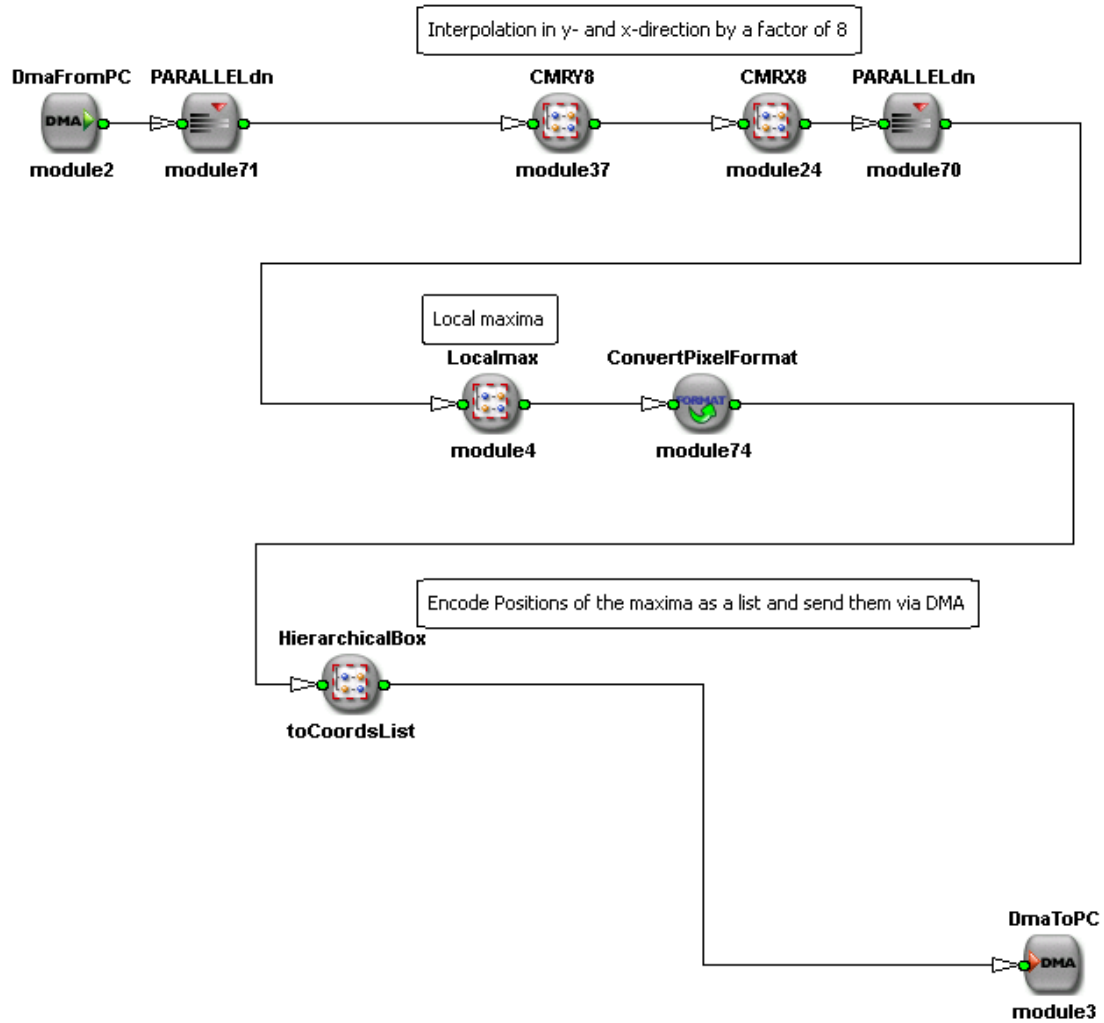 Interpolation in y- and x-direction by a factor of 8
DmaFromPC PARALLELdn CMRY8 CMRX8 PARALLELdn
DMA
module2 module71 module37 module24 module70
Local maxima
Localmax ConvertPixelFormat
FORMAT
module4 module74
Encode Positions of the maxima as a list and send them via DMA
HierarchicalBox
toCoordsList
DmaToPC
DMA
module3